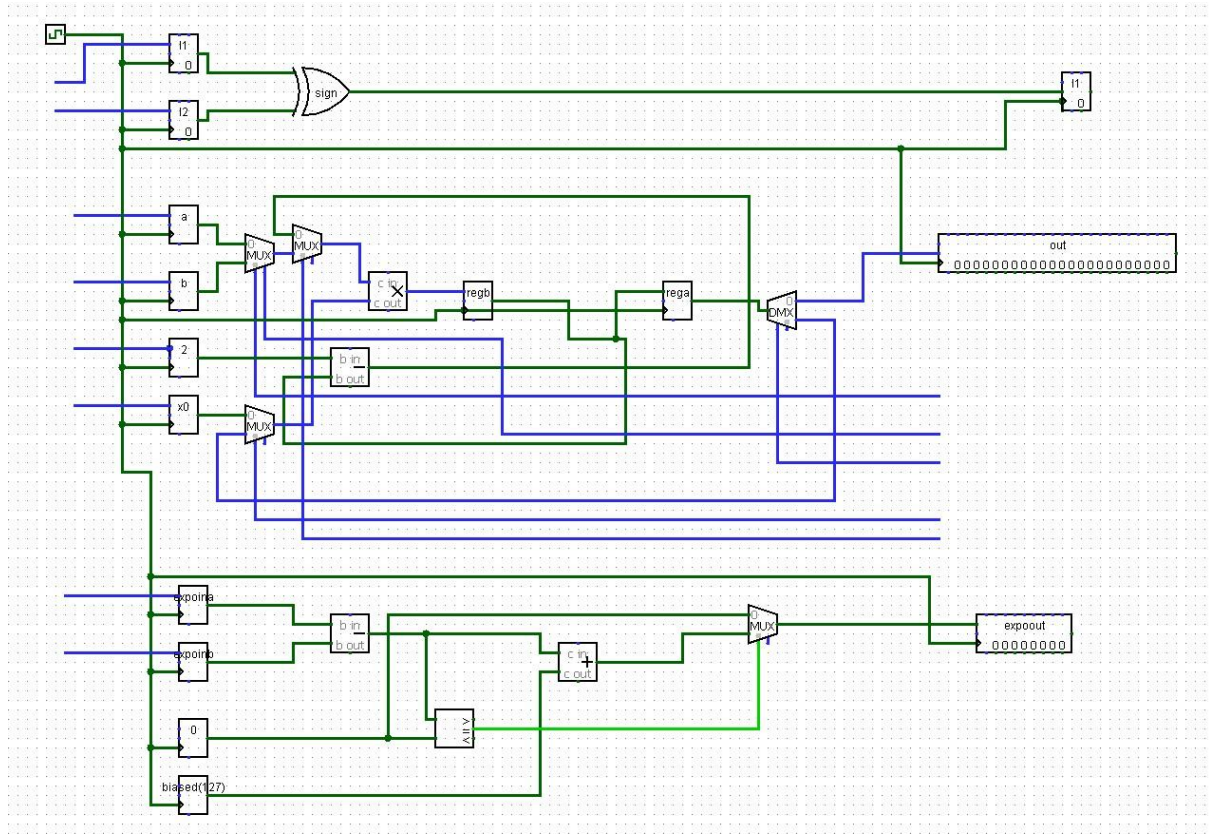 I1
0
sign
I1
0
I2
0
a
0
MUX
0
MUX
out
000000000000000000000000
b
c in
c out
regb
rega
0
DMX
2
b in
b out
x0
0
MUX
expoina
0
MUX
b in
b out
expoout
00000000
expoinb
c in
c out
0
>
=
<
biased(127)